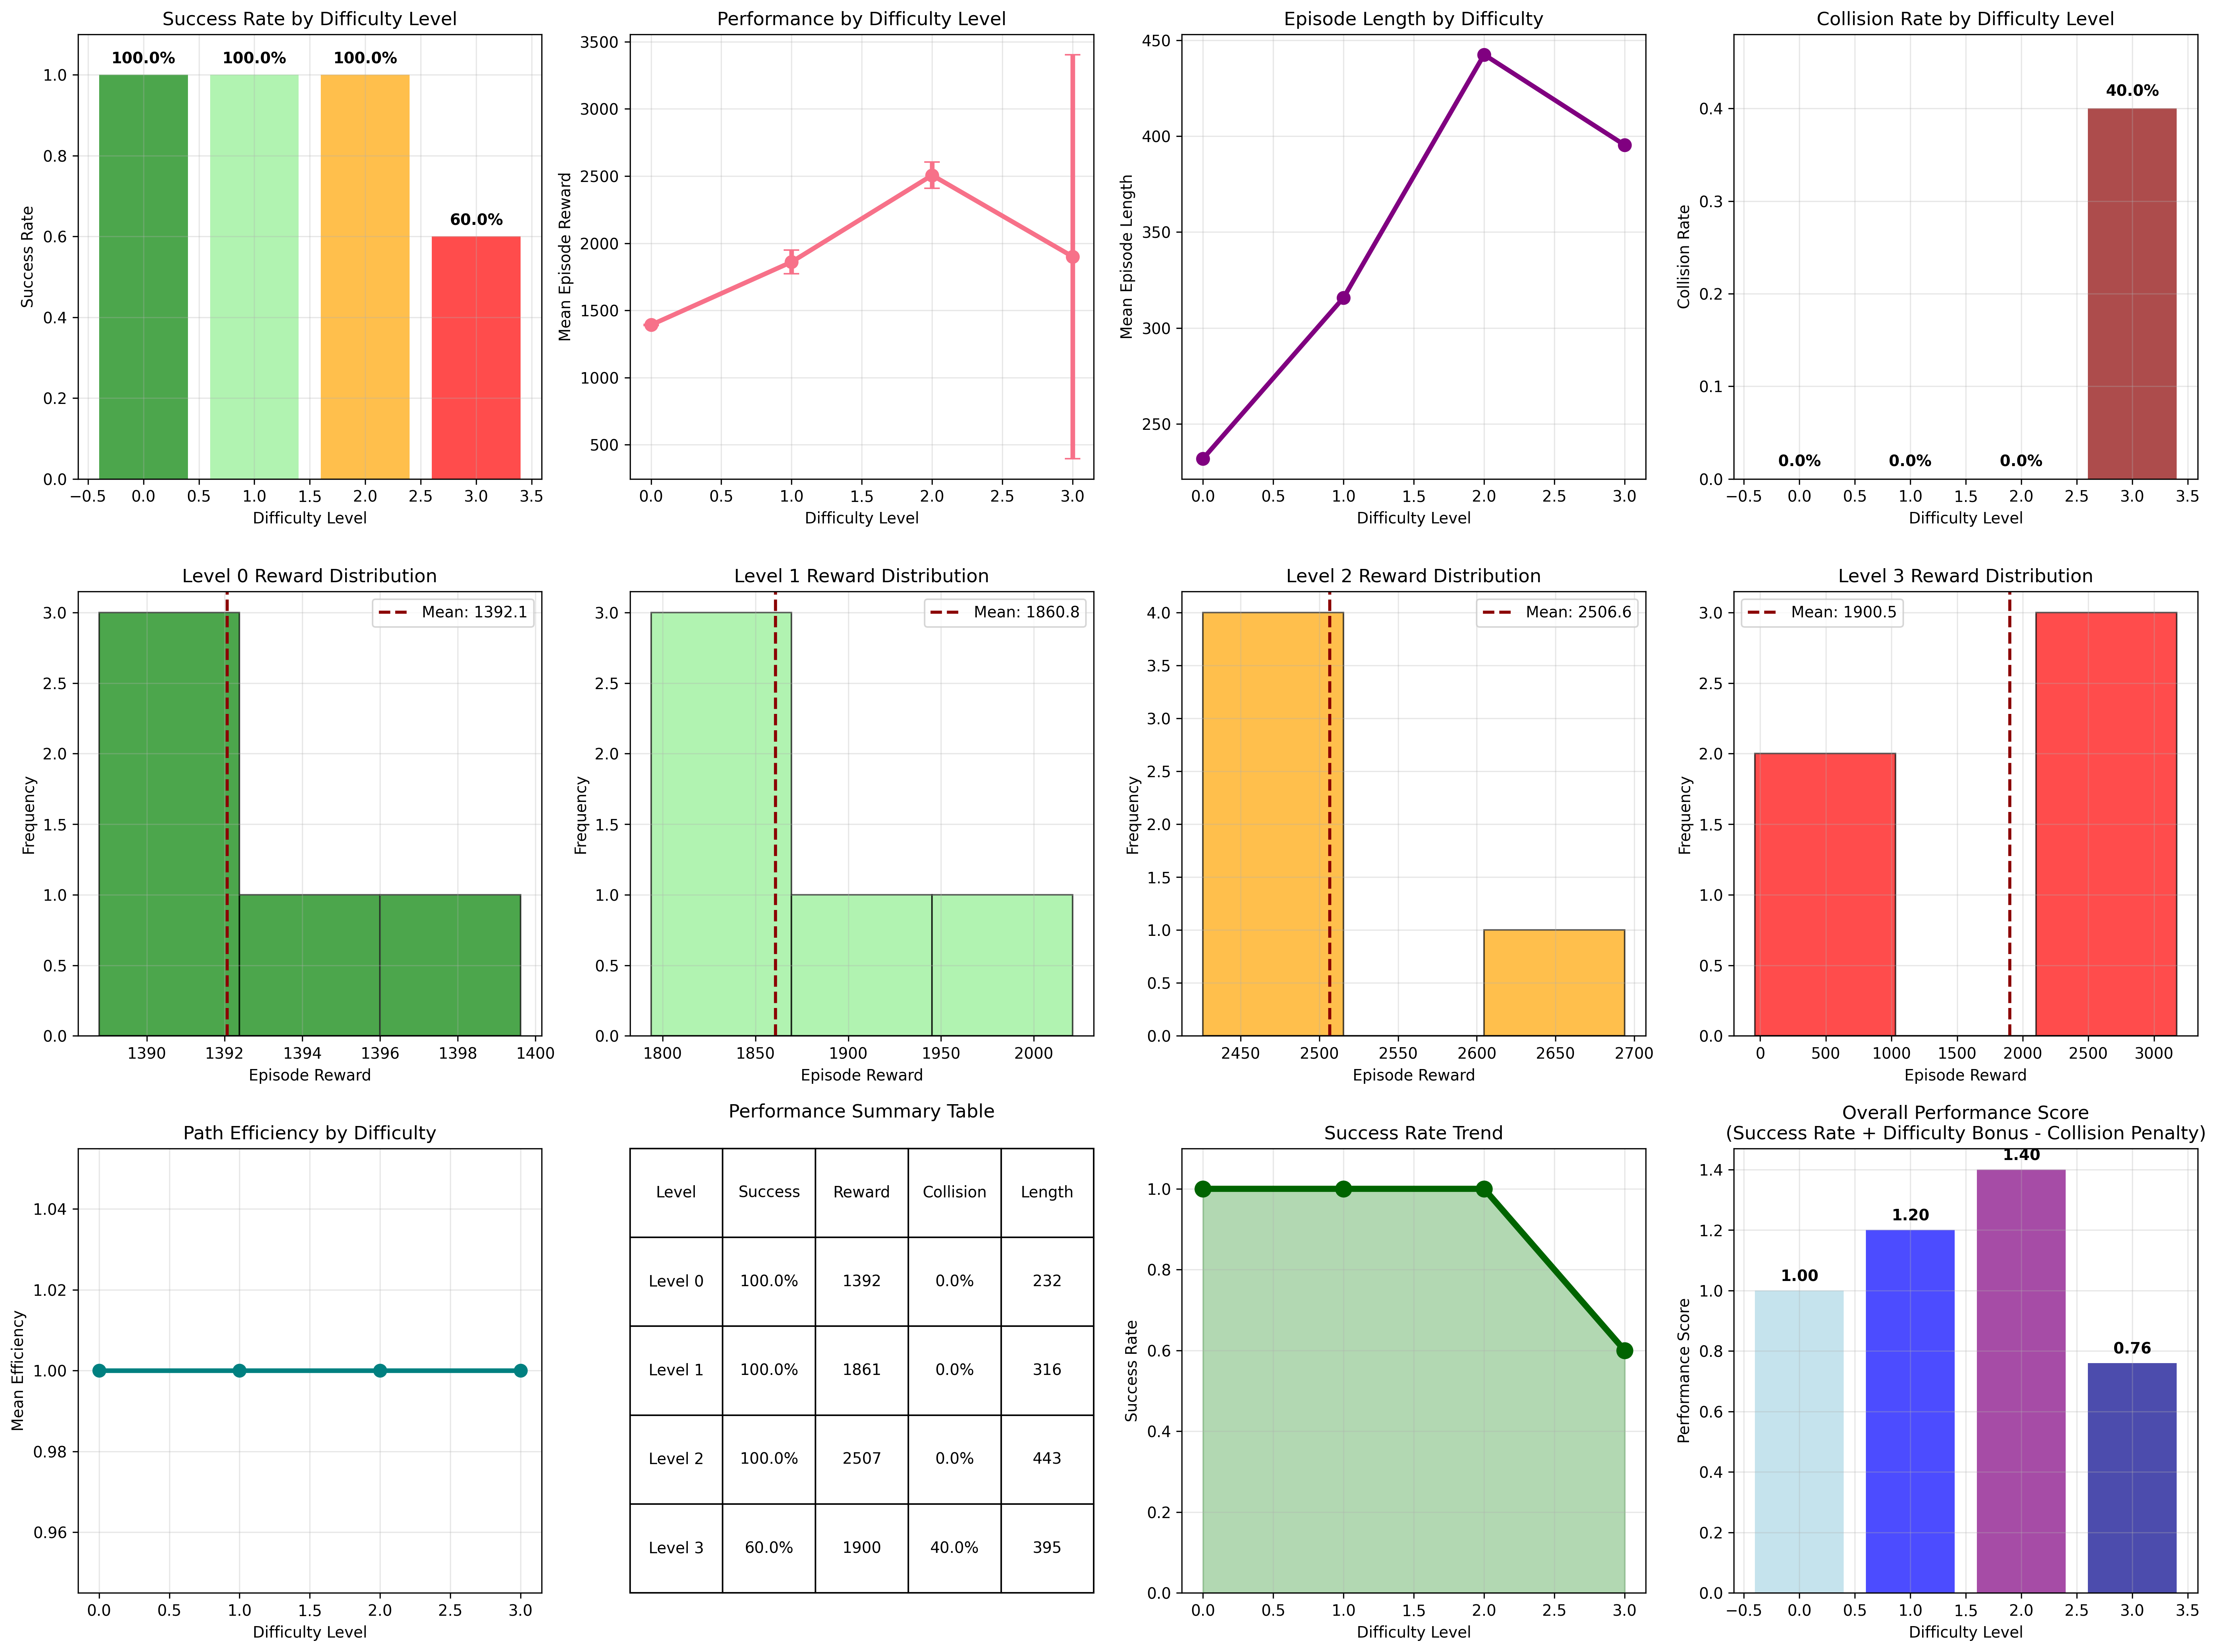 Success Rate by Difficulty Level
100.0%
100.0%
100.0%
60.0%
1.0
0.8
0.6
0.4
0.2
0.0
Success Rate
−0.5 0.0 0.5 1.0 1.5 2.0 2.5 3.0 3.5
Difficulty Level
Performance by Difficulty Level
3500
3000
2500
2000
1500
1000
500
Mean Episode Reward
0.0 0.5 1.0 1.5 2.0 2.5 3.0
Difficulty Level
Episode Length by Difficulty
450
400
350
300
250
Mean Episode Length
0.0 0.5 1.0 1.5 2.0 2.5 3.0
Difficulty Level
Collision Rate by Difficulty Level
0.0%
0.0%
0.0%
40.0%
0.4
0.3
0.2
0.1
0.0
Collision Rate
−0.5 0.0 0.5 1.0 1.5 2.0 2.5 3.0 3.5
Difficulty Level
Level 0 Reward Distribution
Mean: 1392.1
3.0
2.5
2.0
1.5
1.0
0.5
0.0
Frequency
1390 1392 1394 1396 1398 1400
Episode Reward
Level 1 Reward Distribution
Mean: 1860.8
3.0
2.5
2.0
1.5
1.0
0.5
0.0
Frequency
1800 1850 1900 1950 2000
Episode Reward
Level 2 Reward Distribution
Mean: 2506.6
4.0
3.5
3.0
2.5
2.0
1.5
1.0
0.5
0.0
Frequency
2450 2500 2550 2600 2650 2700
Episode Reward
Level 3 Reward Distribution
Mean: 1900.5
3.0
2.5
2.0
1.5
1.0
0.5
0.0
Frequency
0 500 1000 1500 2000 2500 3000
Episode Reward
Path Efficiency by Difficulty
1.04
1.02
1.00
0.98
0.96
Mean Efficiency
0.0 0.5 1.0 1.5 2.0 2.5 3.0
Difficulty Level
Performance Summary Table
Level Success Reward Collision Length
Level 0 100.0% 1392 0.0% 232
Level 1 100.0% 1861 0.0% 316
Level 2 100.0% 2507 0.0% 443
Level 3 60.0% 1900 40.0% 395
Success Rate Trend
1.0
0.8
0.6
0.4
0.2
0.0
Success Rate
0.0 0.5 1.0 1.5 2.0 2.5 3.0
Difficulty Level
Overall Performance Score
(Success Rate + Difficulty Bonus - Collision Penalty)
1.00
1.20
1.40
0.76
1.4
1.2
1.0
0.8
0.6
0.4
0.2
0.0
Performance Score
−0.5 0.0 0.5 1.0 1.5 2.0 2.5 3.0 3.5
Difficulty Level